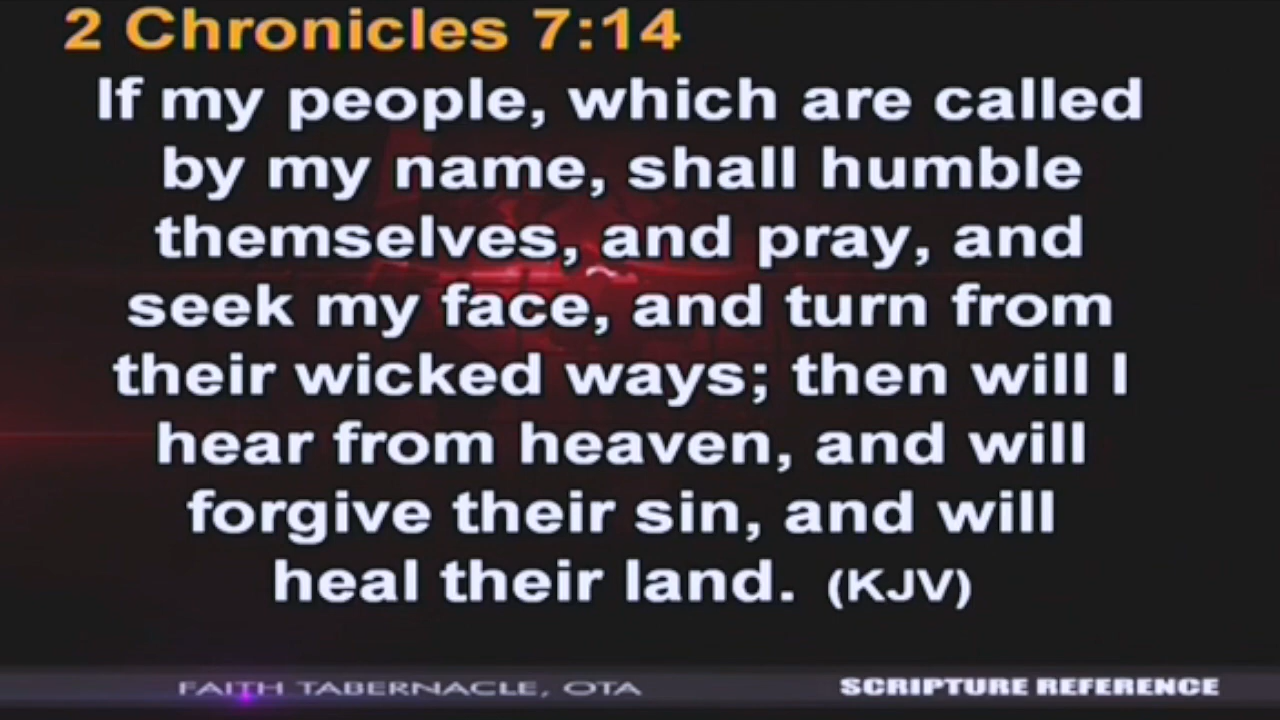 2 Chronicles 7:14
If my people, which are called
by my name, shall humble
themselves, and pray, and
seek my face, and turn from
their wicked ways; then will I
hear from heaven, and will
forgive their sin, and will
heal their land. (KJV)
FAITH TABERNACLE, OTA
SCRIPTURE REFERENCE